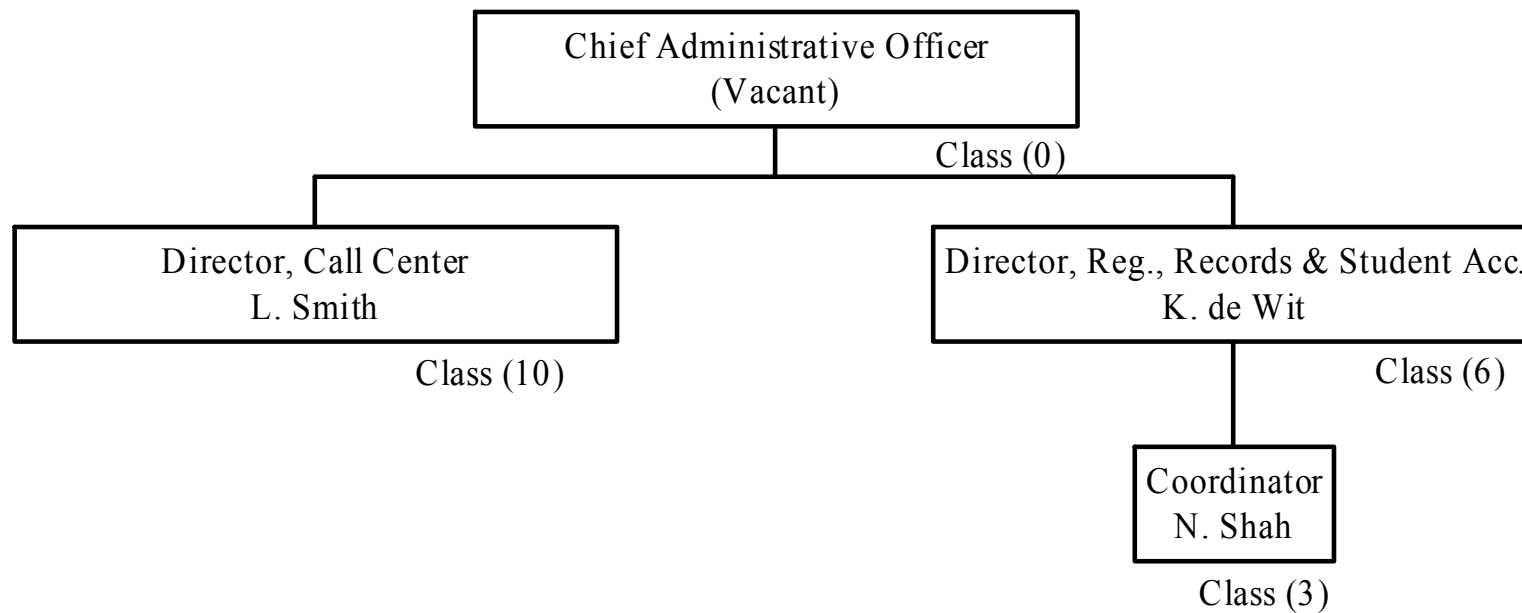 Chief Administrative Officer
(Vacant)
Class (0)
Director, Call Center
L. Smith
Class (10)
Director, Reg., Records & Student Acc.
K. de Wit
Class (6)
Coordinator
N. Shah
Class (3)